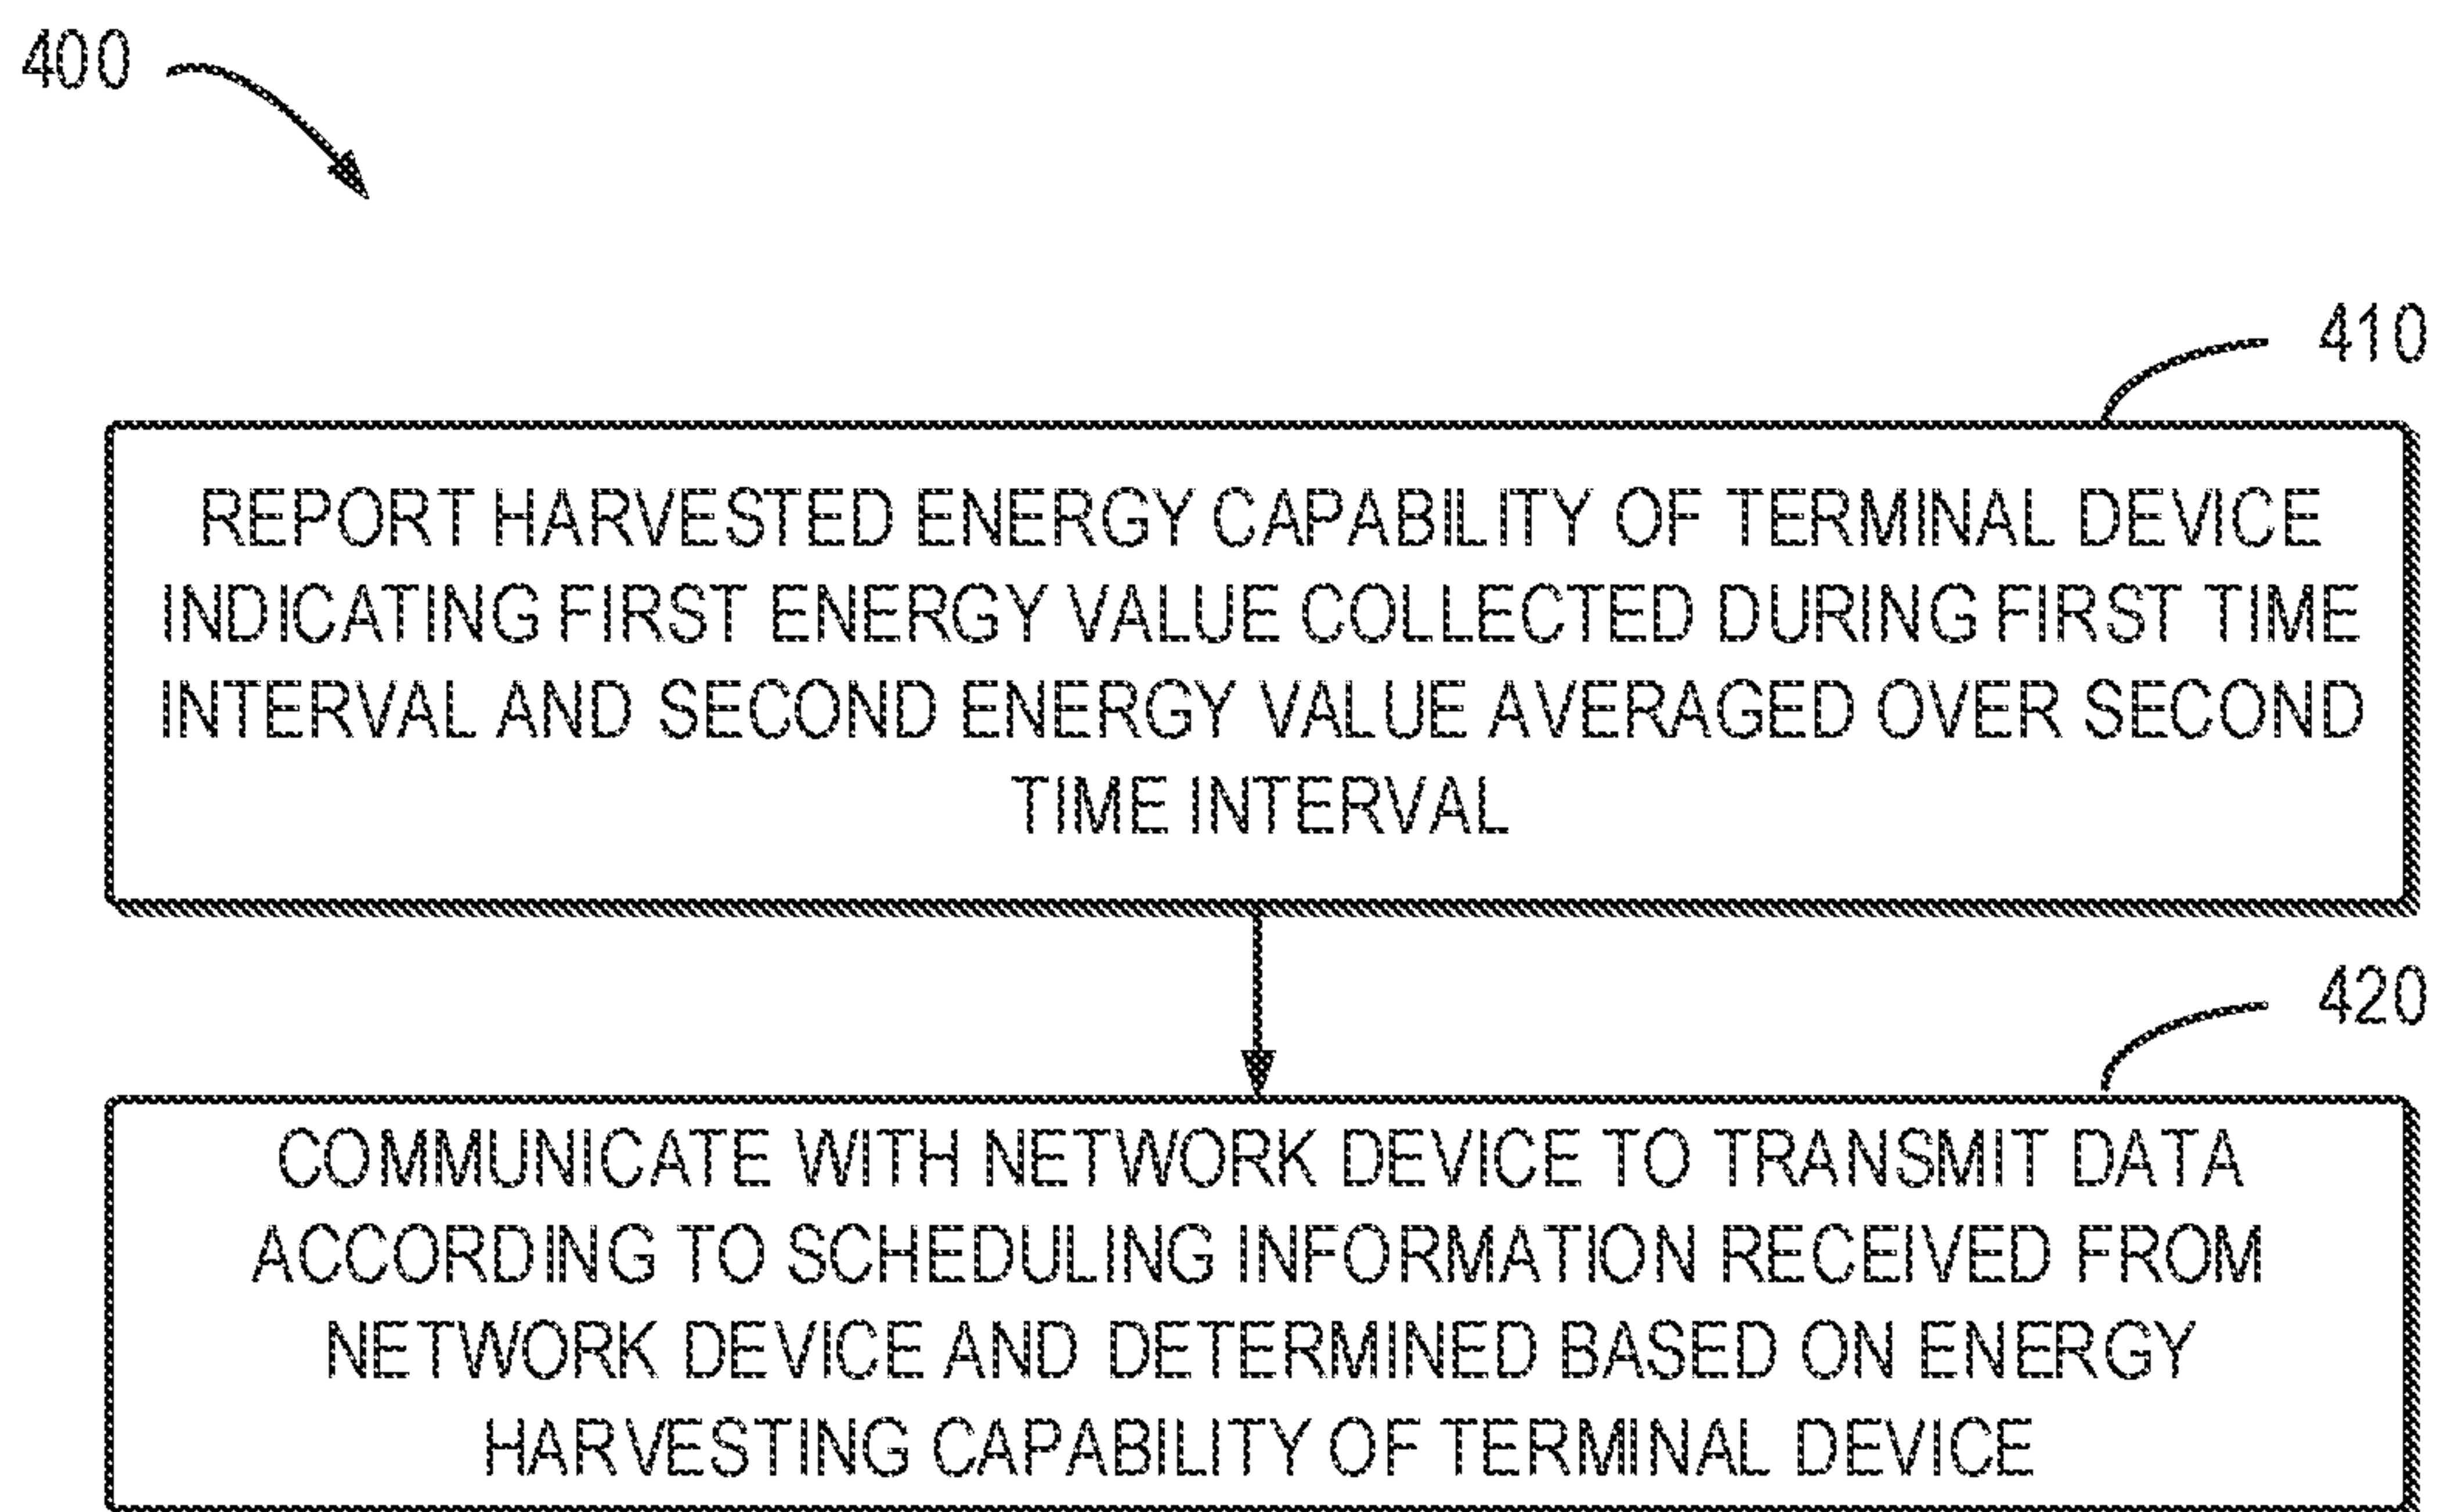 400
410
REPORT HARVESTED ENERGY CAPABILITY OF TERMINAL DEVICE
INDICATING FIRST ENERGY VALUE COLLECTED DURING FIRST TIME
INTERVAL AND SECOND ENERGY VALUE AVERAGED OVER SECOND
TIME INTERVAL
420
COMMUNICATE WITH NETWORK DEVICE TO TRANSMIT DATA
ACCORDING TO SCHEDULING INFORMATION RECEIVED FROM
NETWORK DEVICE AND DETERMINED BASED ON ENERGY
HARVESTING CAPABILITY OF TERMINAL DEVICE